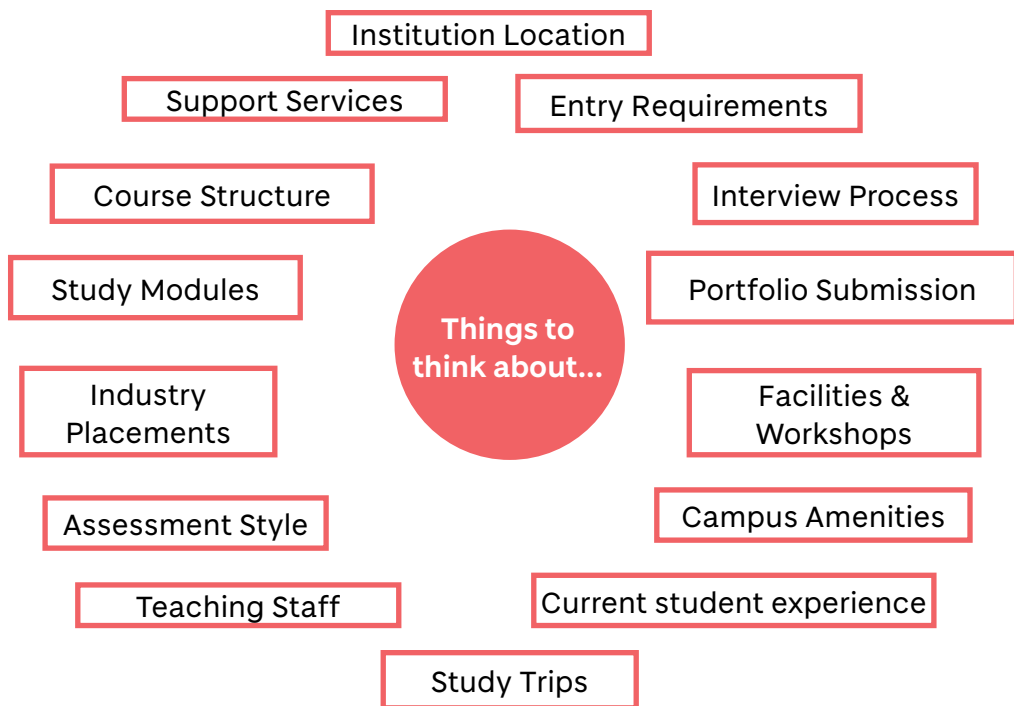 Institution Location
Support Services
Entry Requirements
Course Structure
Interview Process
Study Modules
Portfolio Submission
Things to
think about...
Industry
Placements
Facilities &
Workshops
Assessment Style
Campus Amenities
Teaching Staff
Current student experience
Study Trips